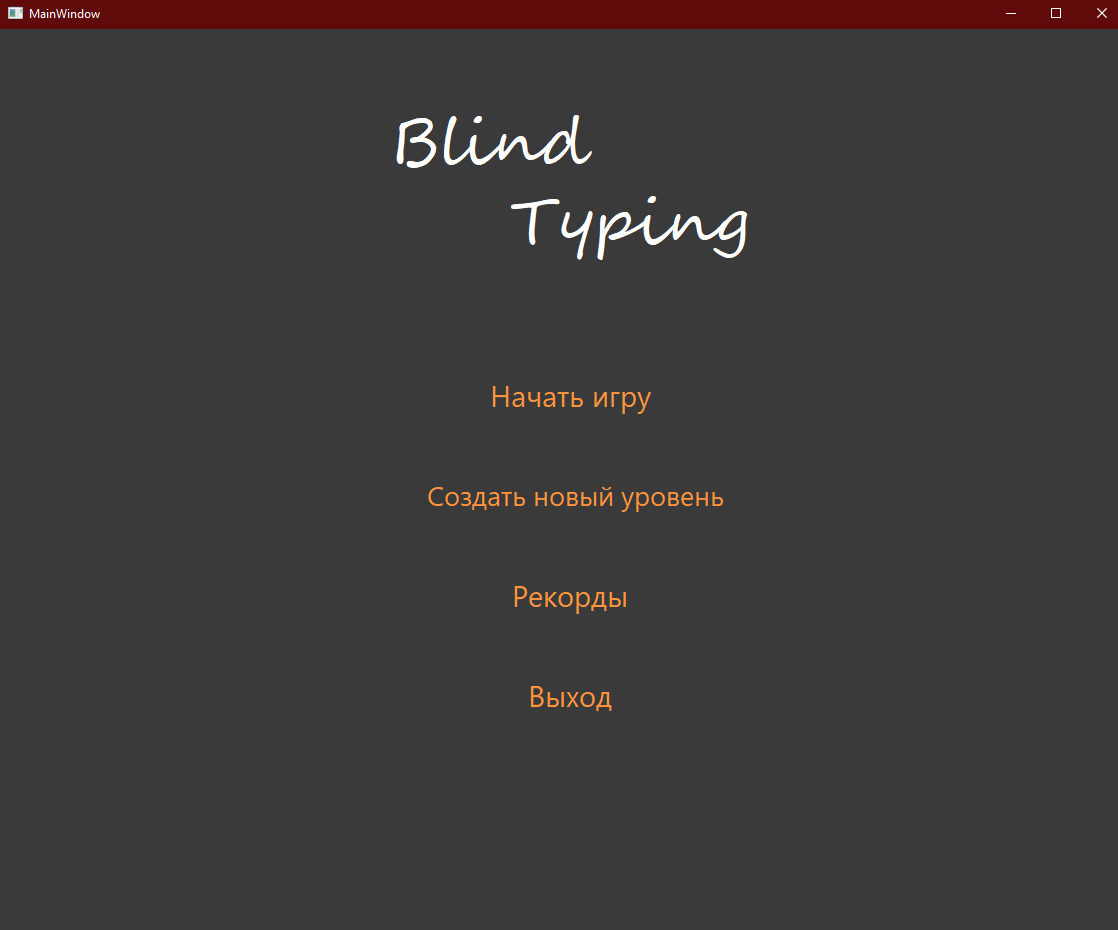 MainWindow
Blind
Typing
Начать игру
Создать новый уровень
Рекорды
Выход